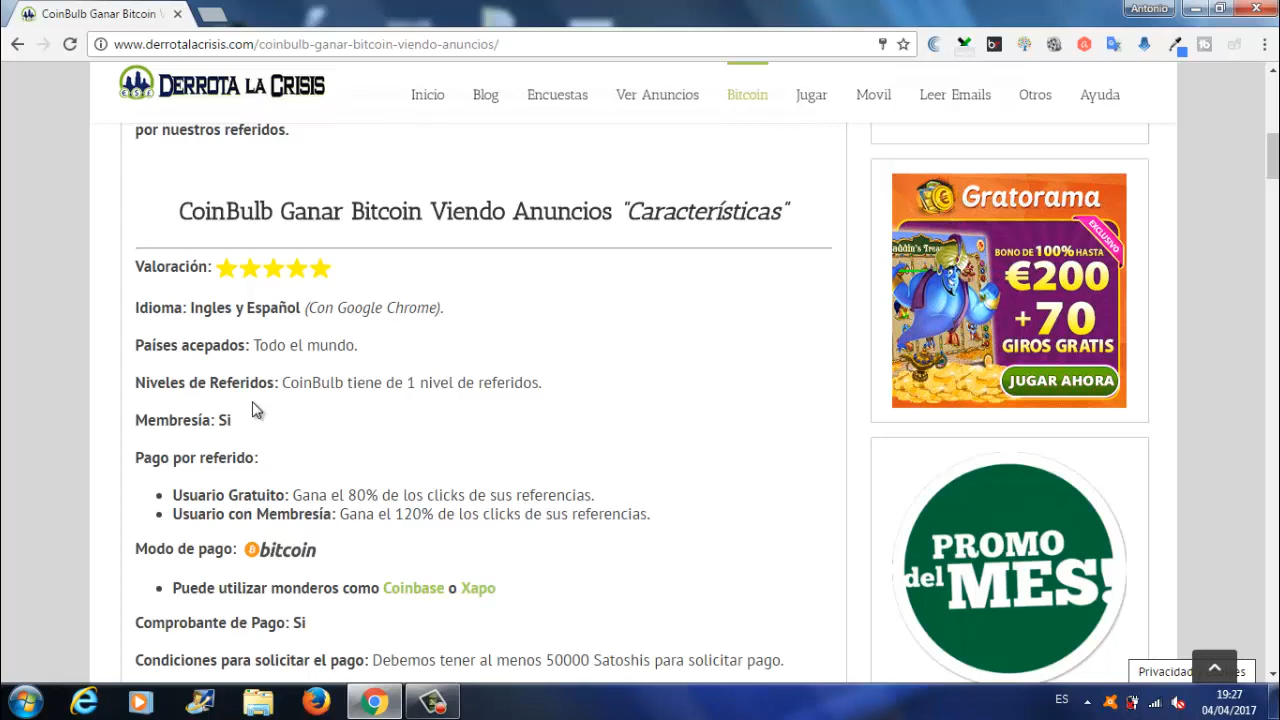 CoinBulb Ganar Bitcoin V
Antonio
www.derrotalacrisis.com/coinbulb-ganar-bitcoin-viendo-anuncios/
DERROTA LA CRISIS
Inicio Blog Encuestas Ver Anuncios Bitcoin Jugar Movil Leer Emails Otros Ayuda
por nuestros referidos.
CoinBulb Ganar Bitcoin Viendo Anuncios "Características"
Valoración:
Idioma: Ingles y Español (Con Google Chrome).
Países acepados: Todo el mundo.
Niveles de Referidos: CoinBulb tiene de 1 nivel de referidos.
Membresía: Si
Pago por referido:
• Usuario Gratuito: Gana el 80% de los clicks de sus referencias.
• Usuario con Membresía: Gana el 120% de los clicks de sus referencias.
Modo de pago: bitcoin
• Puede utilizar monderos como Coinbase o Xapo
Comprobante de Pago: Si
Condiciones para solicitar el pago: Debemos tener al menos 50000 Satoshis para solicitar pago.
Gratorama
EXCLUSIVO
BONO DE 100% HASTA
€200
+70
GIROS GRATIS
JUGAR AHORA
PROMO
del MES!
ES
19:27
04/04/2017